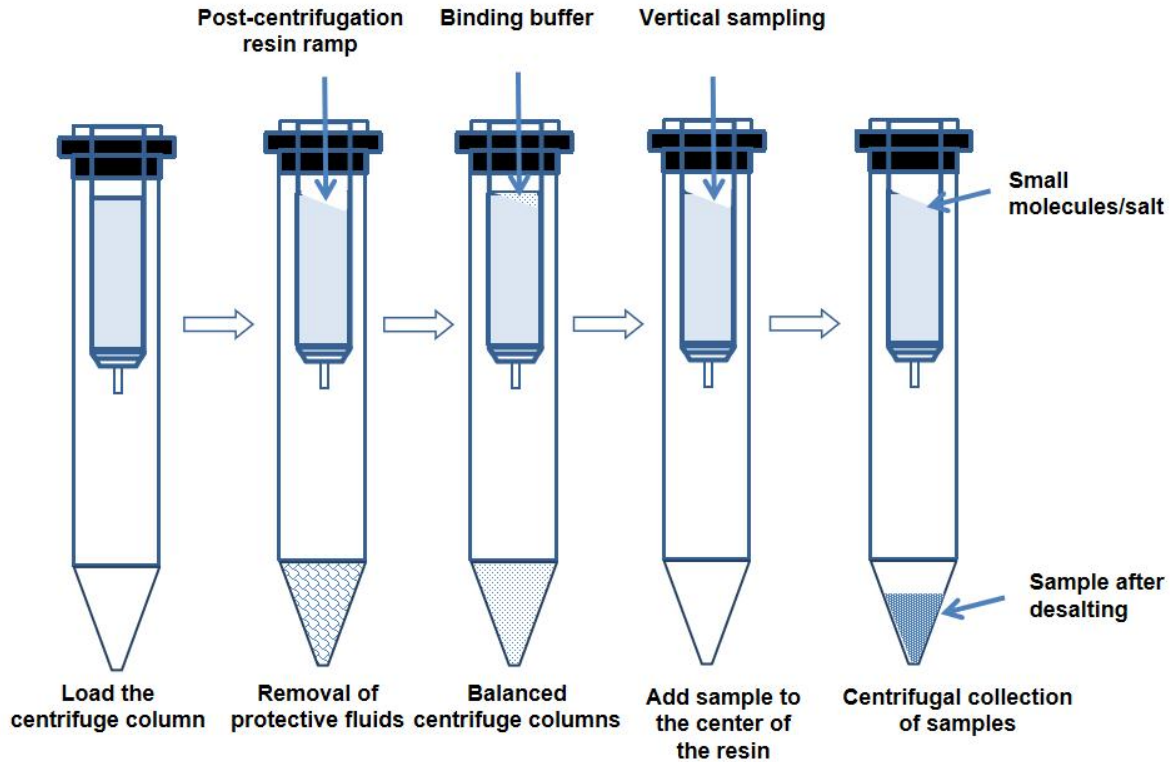 Post-centrifugation
resin ramp
Binding buffer
Vertical sampling
Small
molecules/salt
Sample after
desalting
Load the
centrifuge column
Removal of
protective fluids
Balanced
centrifuge columns
Add sample to
the center of
the resin
Centrifugal collection
of samples